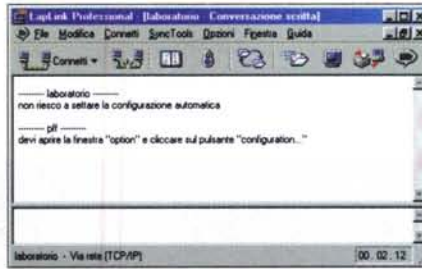 LapLink Professional - [laboratorio - Conversazione scritta]
File Modifica Connetti SyncTools Opzioni Finestra Guida
Connetti
-------- laboratorio --------
non riesco a settare la configurazione automatica
-------- plf --------
devi aprire la finestra "option" e cliccare sul pulsante "configuration..."
laboratorio - Via rete (TCP/IP)
00 . 02 . 12